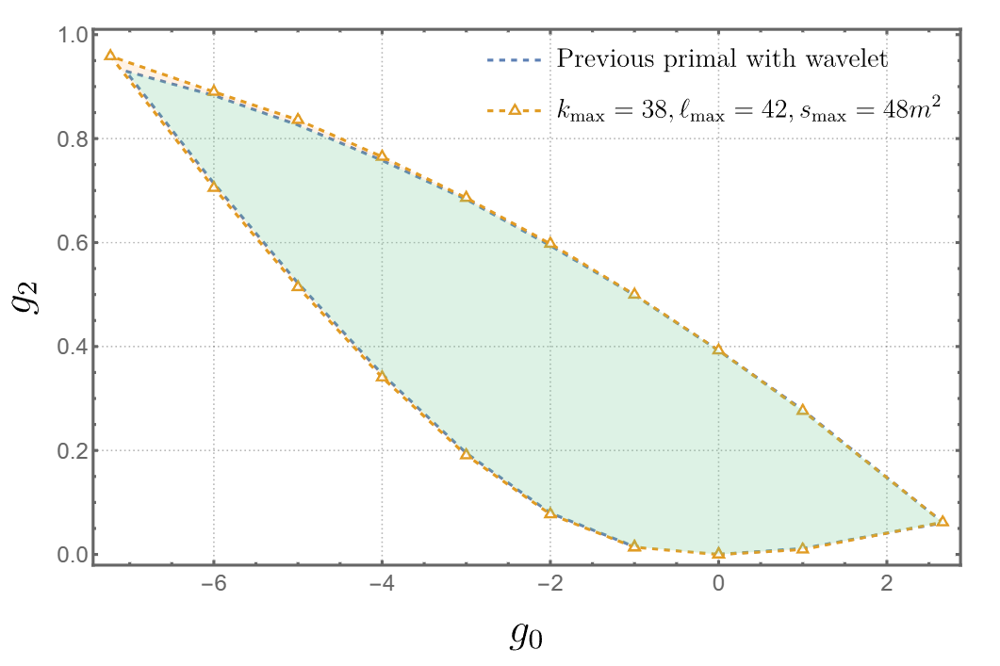 1.0
Previous primal with wavelet
k_max = 38, ℓ_max = 42, s_max = 48m²
0.8
0.6
g₂
0.4
0.2
0.0
−6 −4 −2 0 2
g₀